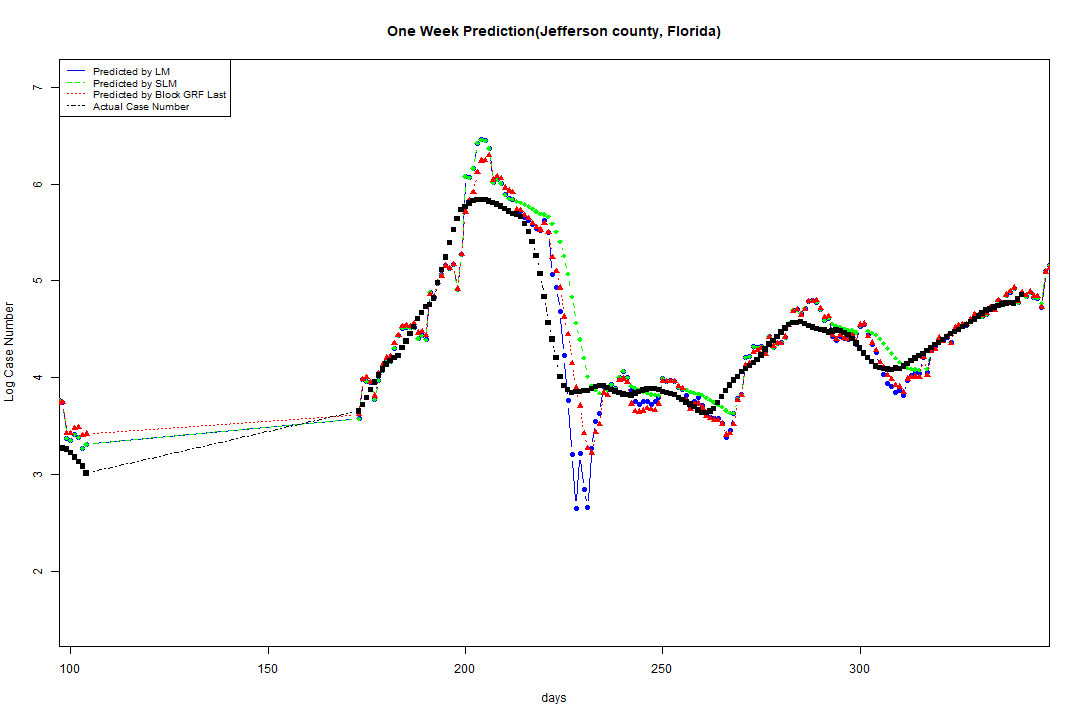 One Week Prediction(Jefferson county, Florida)
Predicted by LM
Predicted by SLM
Predicted by Block GRF Last
Actual Case Number
7
6
5
4
3
2
Log Case Number
100 150 200 250 300
days